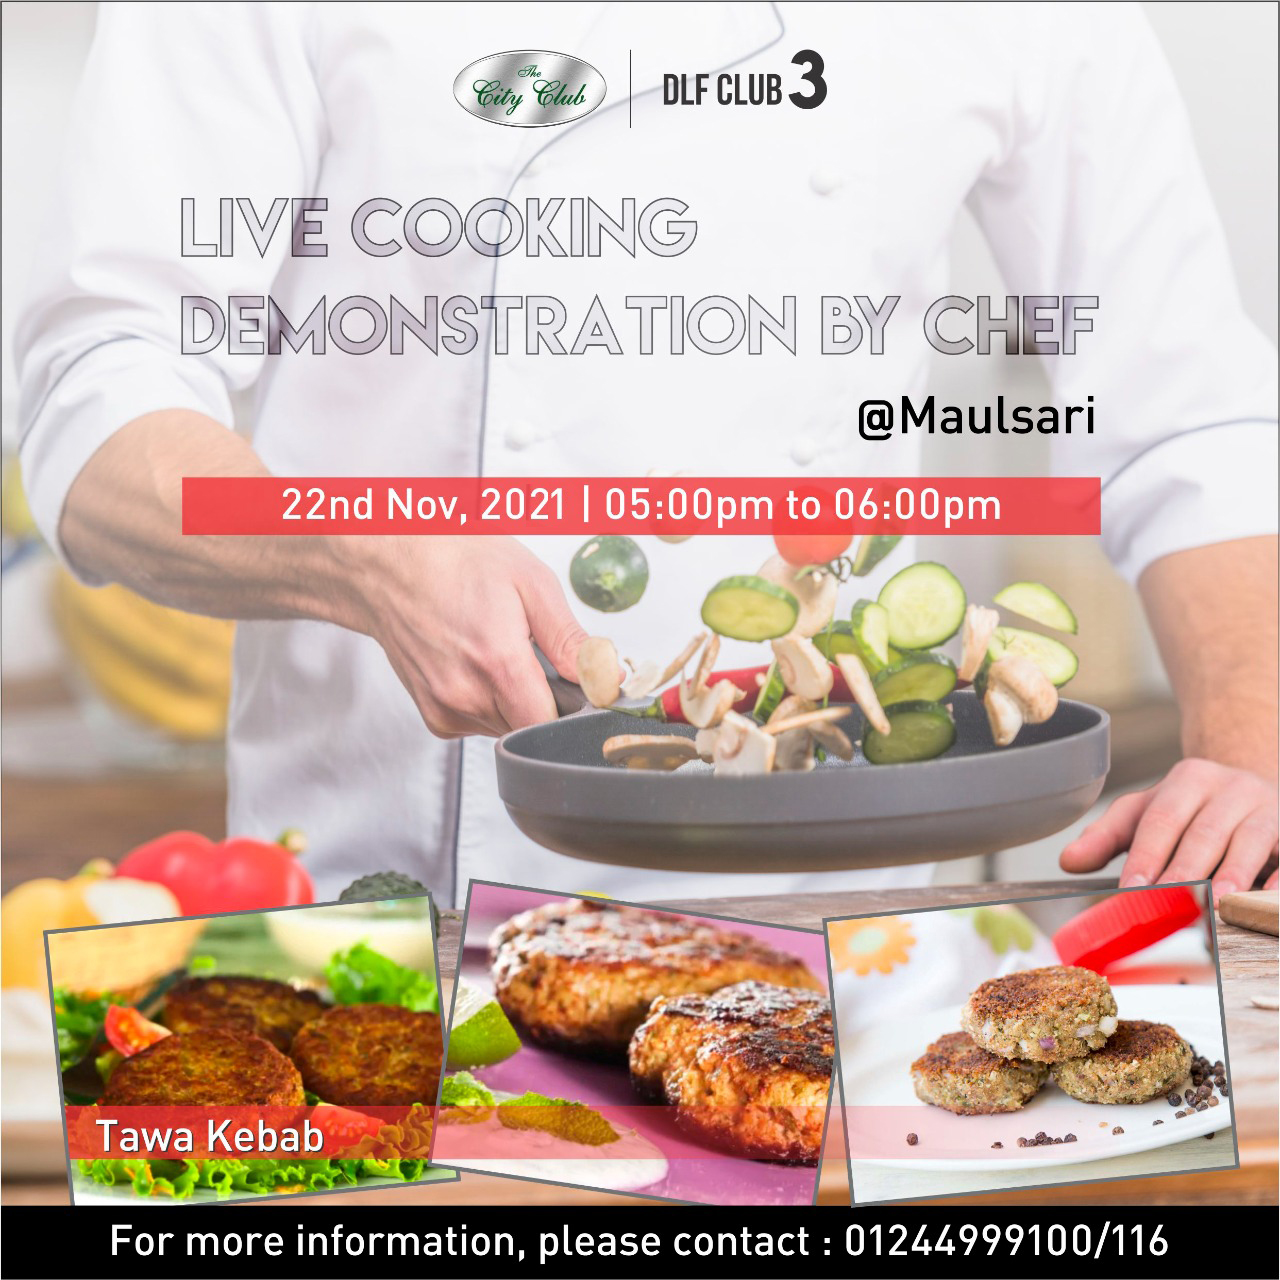 The
City Club
DLF CLUB 3
LIVE COOKING
DEMONSTRATION BY CHEF
@Maulsari
22nd Nov, 2021 | 05:00pm to 06:00pm
Tawa Kebab
For more information, please contact : 01244999100/116